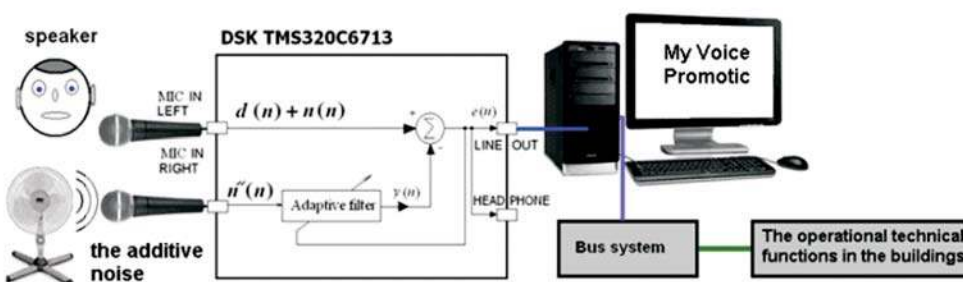 speaker
DSK TMS320C6713
MIC IN
LEFT
d (n) + n(n)
+
Σ
-
e(n)
LINE OUT
MIC IN
RIGHT
n˜(n)
Adaptive filter
y(n)
HEAD PHONE
the additive
noise
My Voice
Promotic
Bus system
The operational technical
functions in the buildings